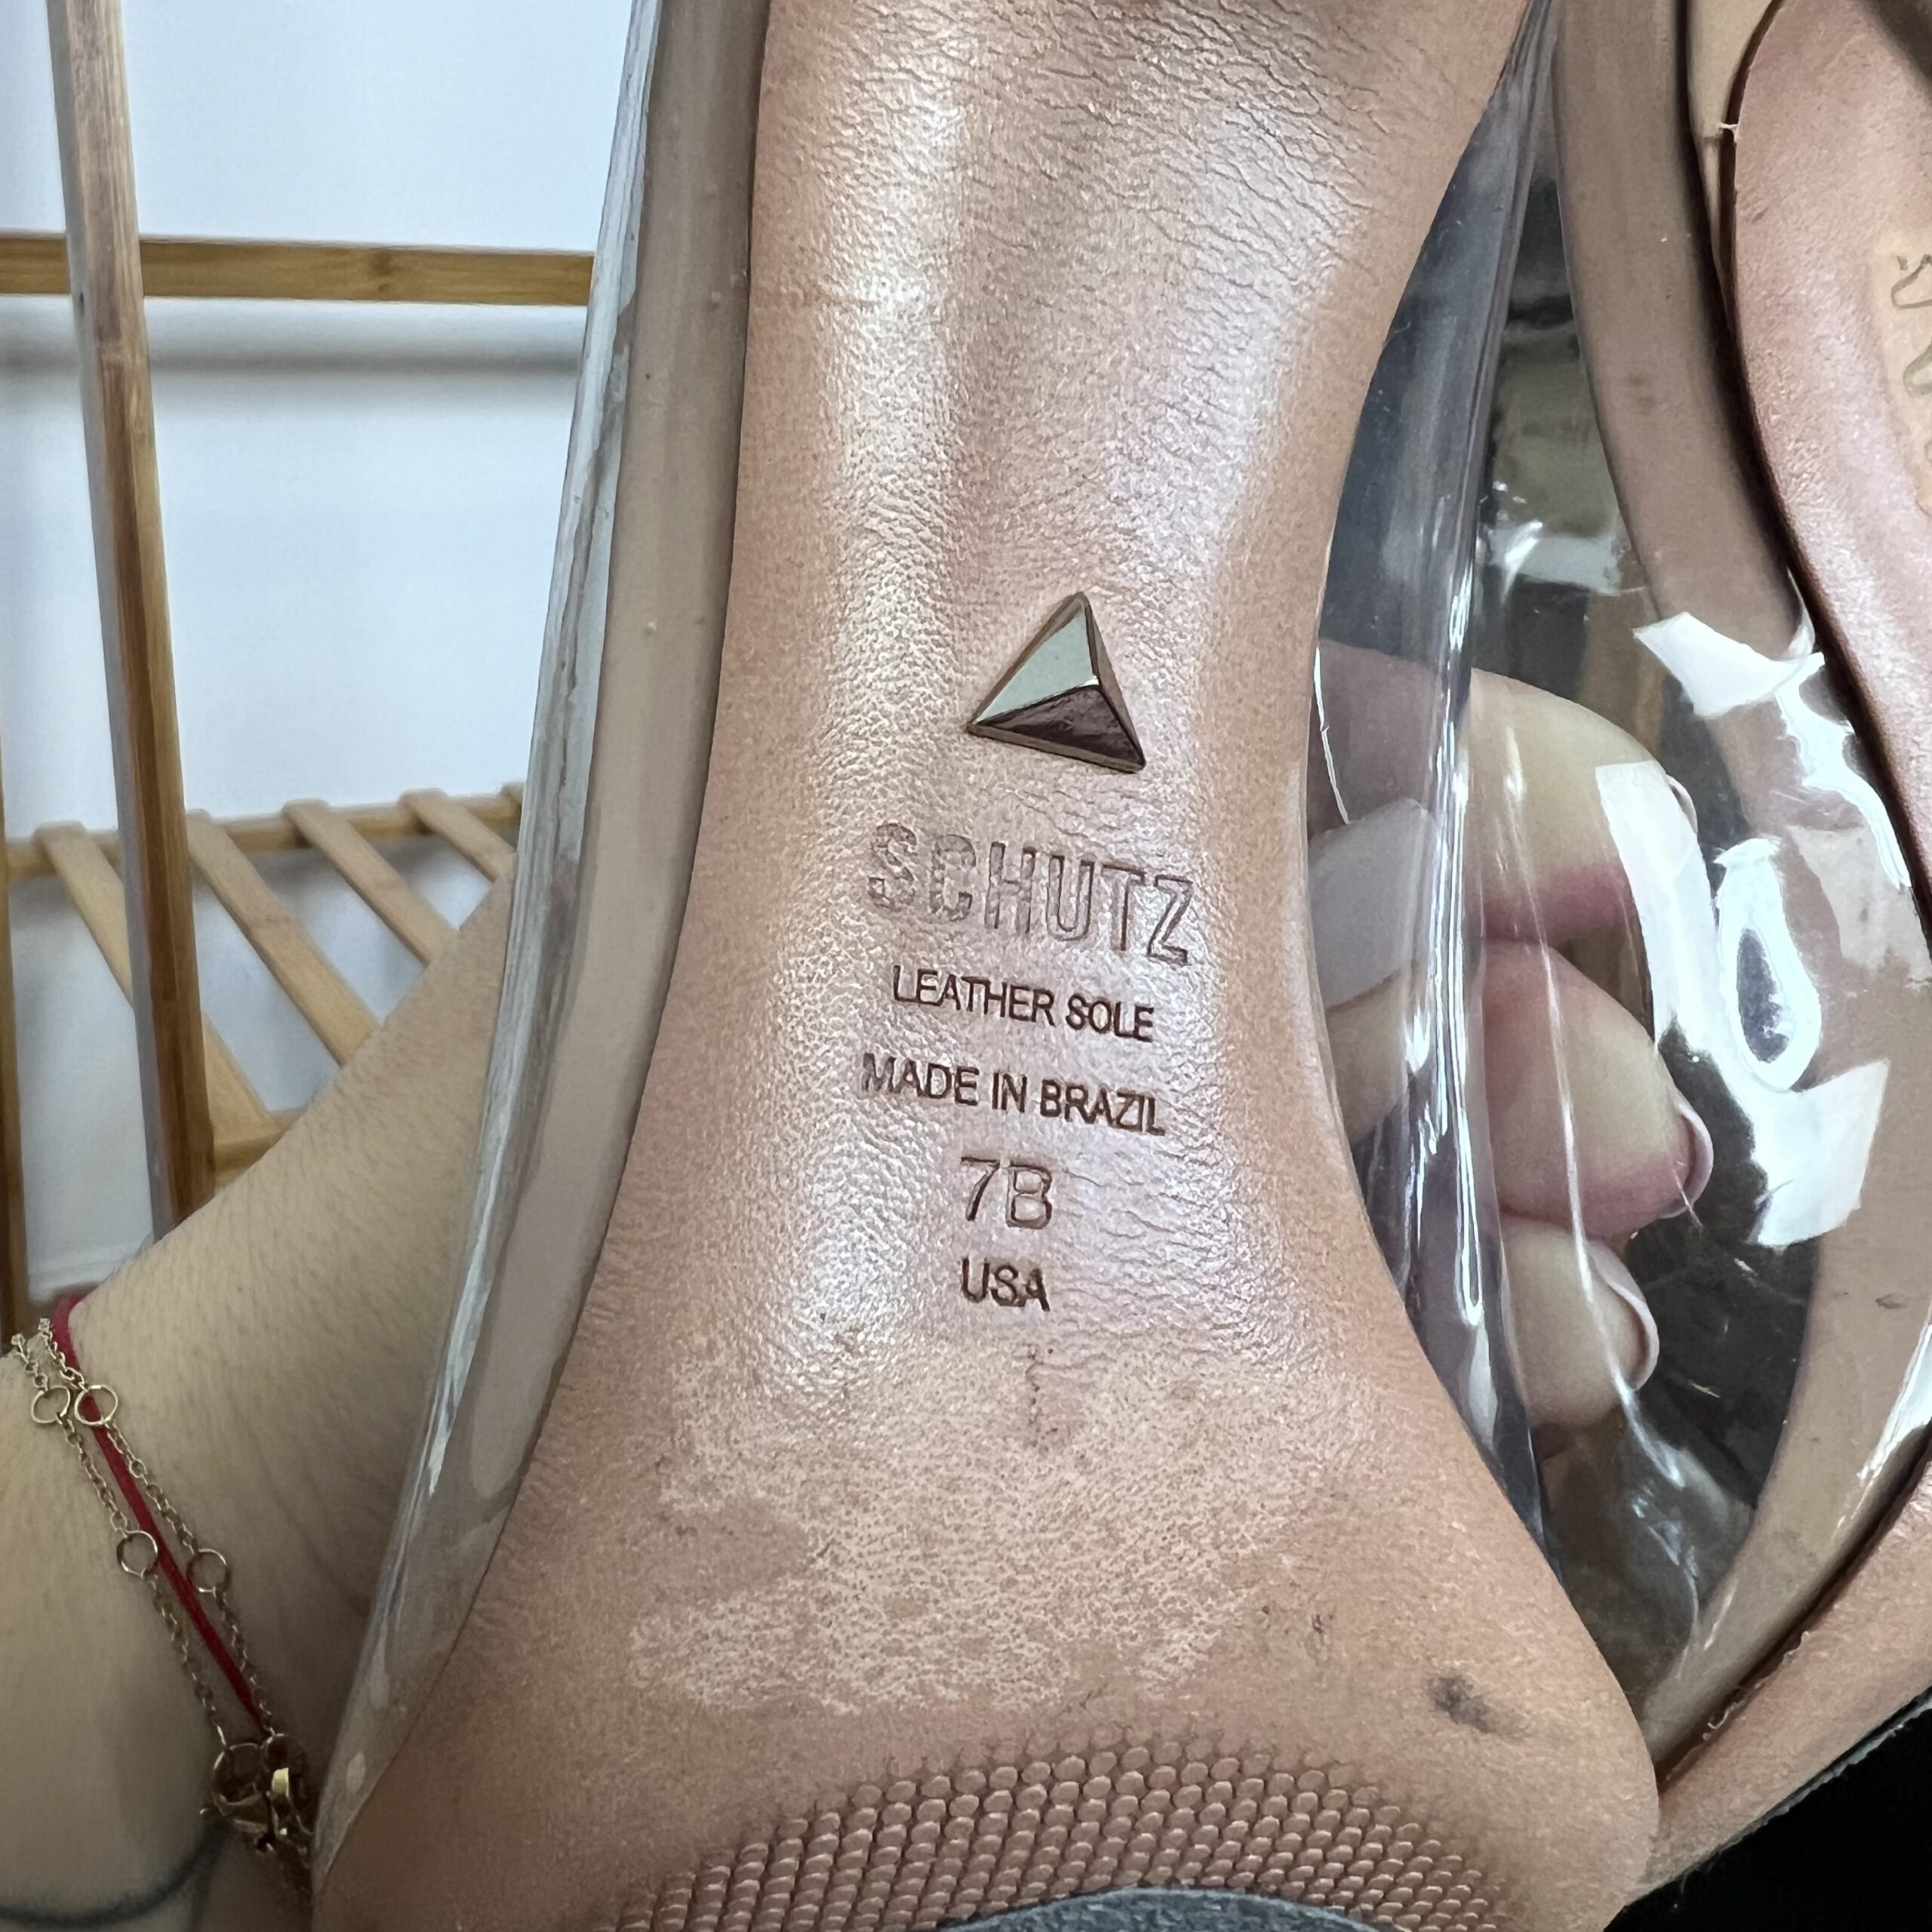 SCHUTZ
LEATHER SOLE
MADE IN BRAZIL
7B
USA